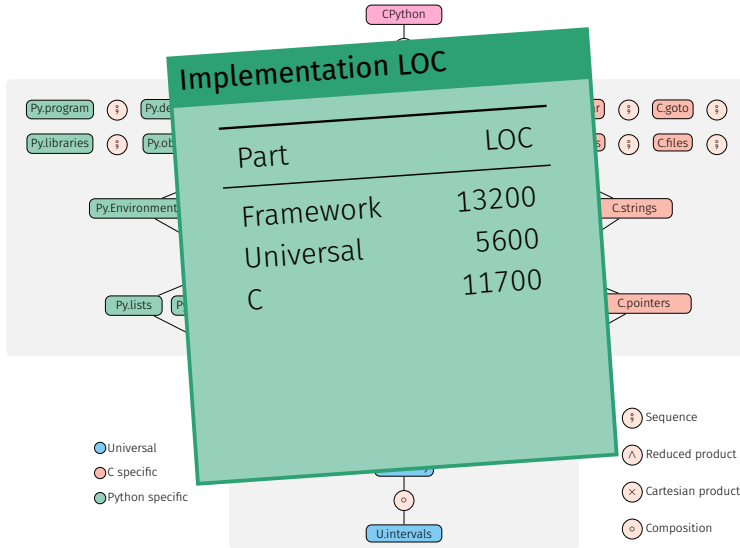 CPython
Implementation LOC
Part LOC
Framework 13200
Universal 5600
C 11700
Py.program
C.goto
Py.libraries
C.files
Py.Environment
C.strings
Py.lists
C.pointers
Universal
C specific
Python specific
Sequence
∧ Reduced product
× Cartesian product
Composition
U.intervals